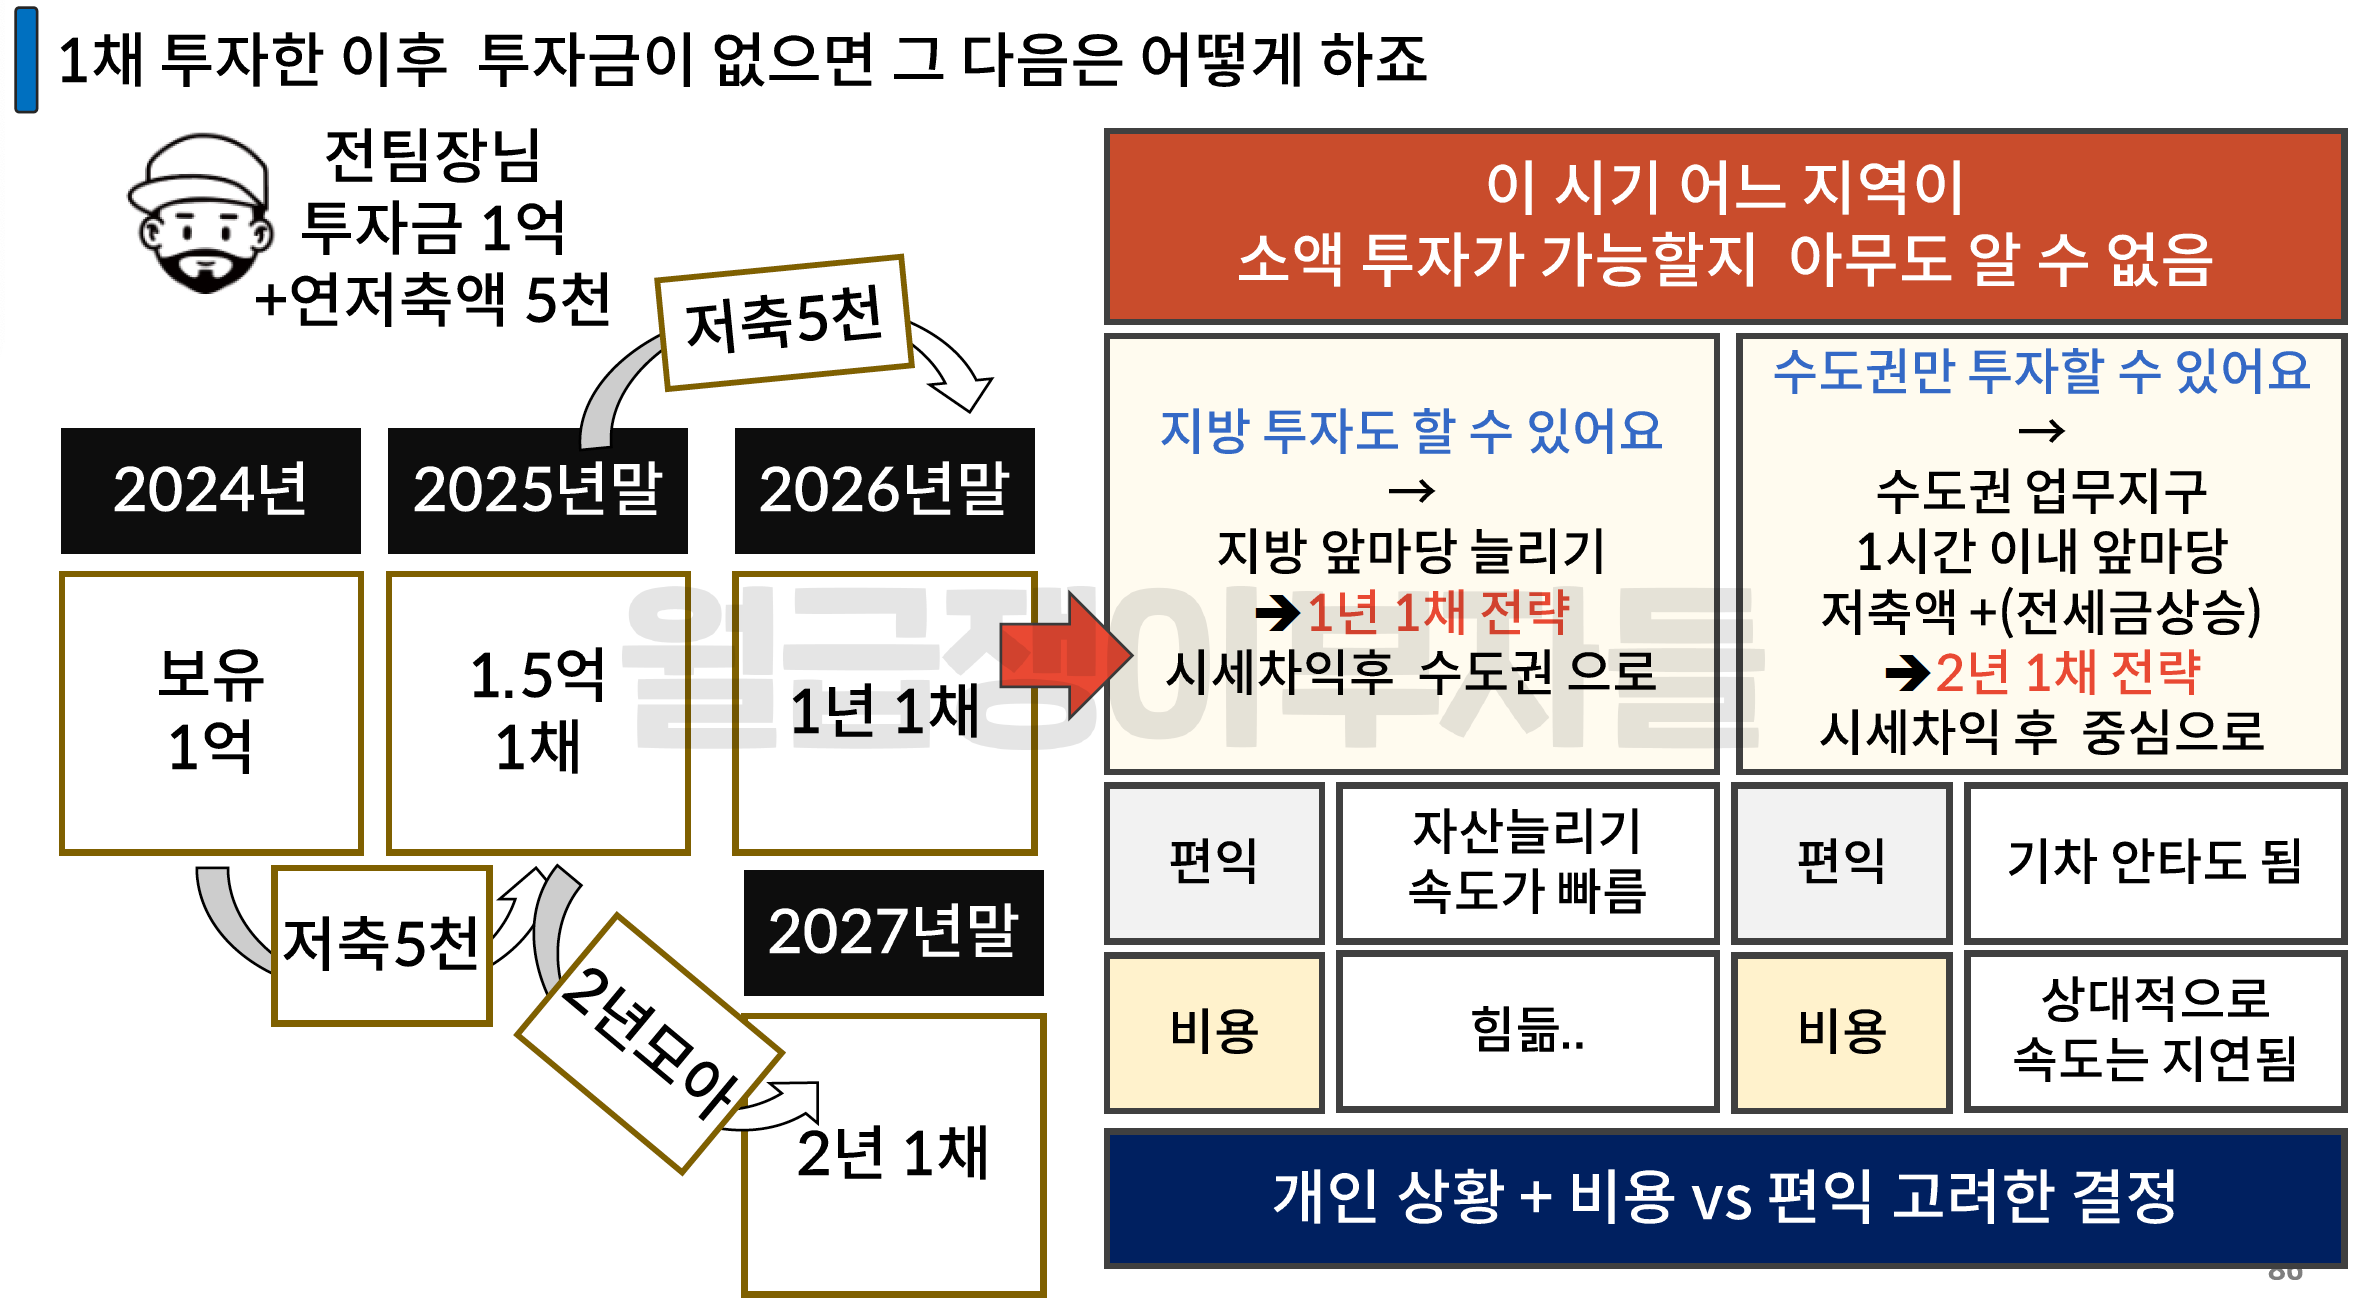 1채 투자한 이후 투자금이 없으면 그 다음은 어떻게 하죠
전팀장님
투자금 1억
+연저축액 5천
저축5천
2024년
2025년말
2026년말
보유
1억
1.5억
1채
1년 1채
저축5천
2년모아
2027년말
2년 1채
이 시기 어느 지역이
소액 투자가 가능할지 아무도 알 수 없음
지방 투자도 할 수 있어요
→
지방 앞마당 늘리기
➔1년 1채 전략
시세차익후 수도권 으로
수도권만 투자할 수 있어요
→
수도권 업무지구
1시간 이내 앞마당
저축액 +(전세금상승)
➔2년 1채 전략
시세차익 후 중심으로
편익
자산늘리기
속도가 빠름
편익
기차 안타도 됨
비용
힘듦..
비용
상대적으로
속도는 지연됨
개인 상황 + 비용 vs 편익 고려한 결정
월급쟁이부자들
86